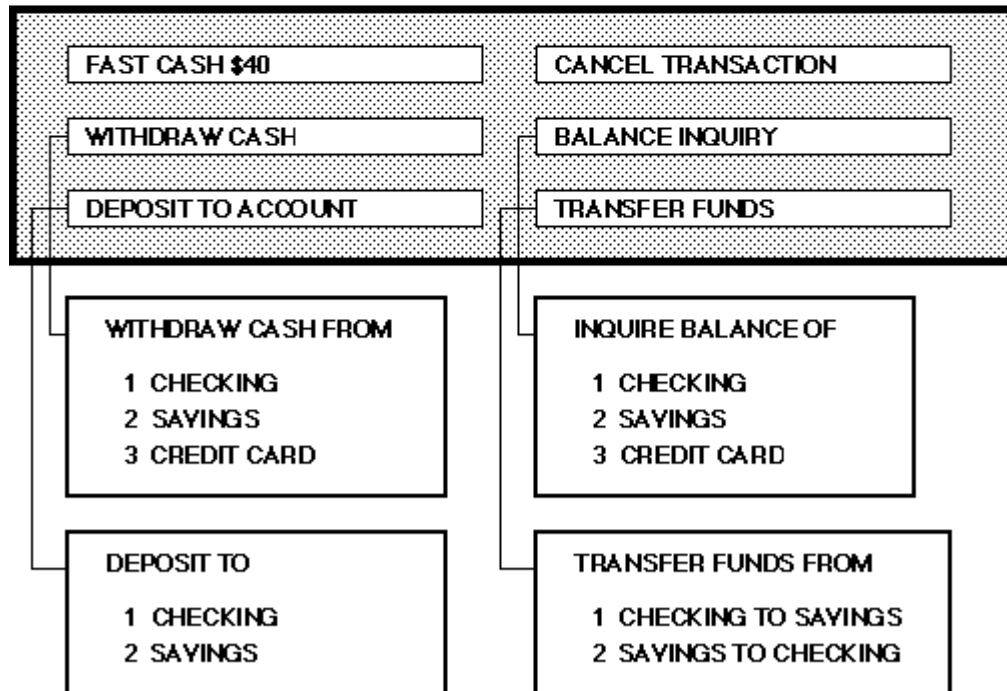 FAST CASH $40
CANCEL TRANSACTION
WITHDRAW CASH
BALANCE INQUIRY
DEPOSIT TO ACCOUNT
TRANSFER FUNDS
WITHDRAW CASH FROM
1 CHECKING
2 SAVINGS
3 CREDIT CARD
INQUIRE BALANCE OF
1 CHECKING
2 SAVINGS
3 CREDIT CARD
DEPOSIT TO
1 CHECKING
2 SAVINGS
TRANSFER FUNDS FROM
1 CHECKING TO SAVINGS
2 SAVINGS TO CHECKING